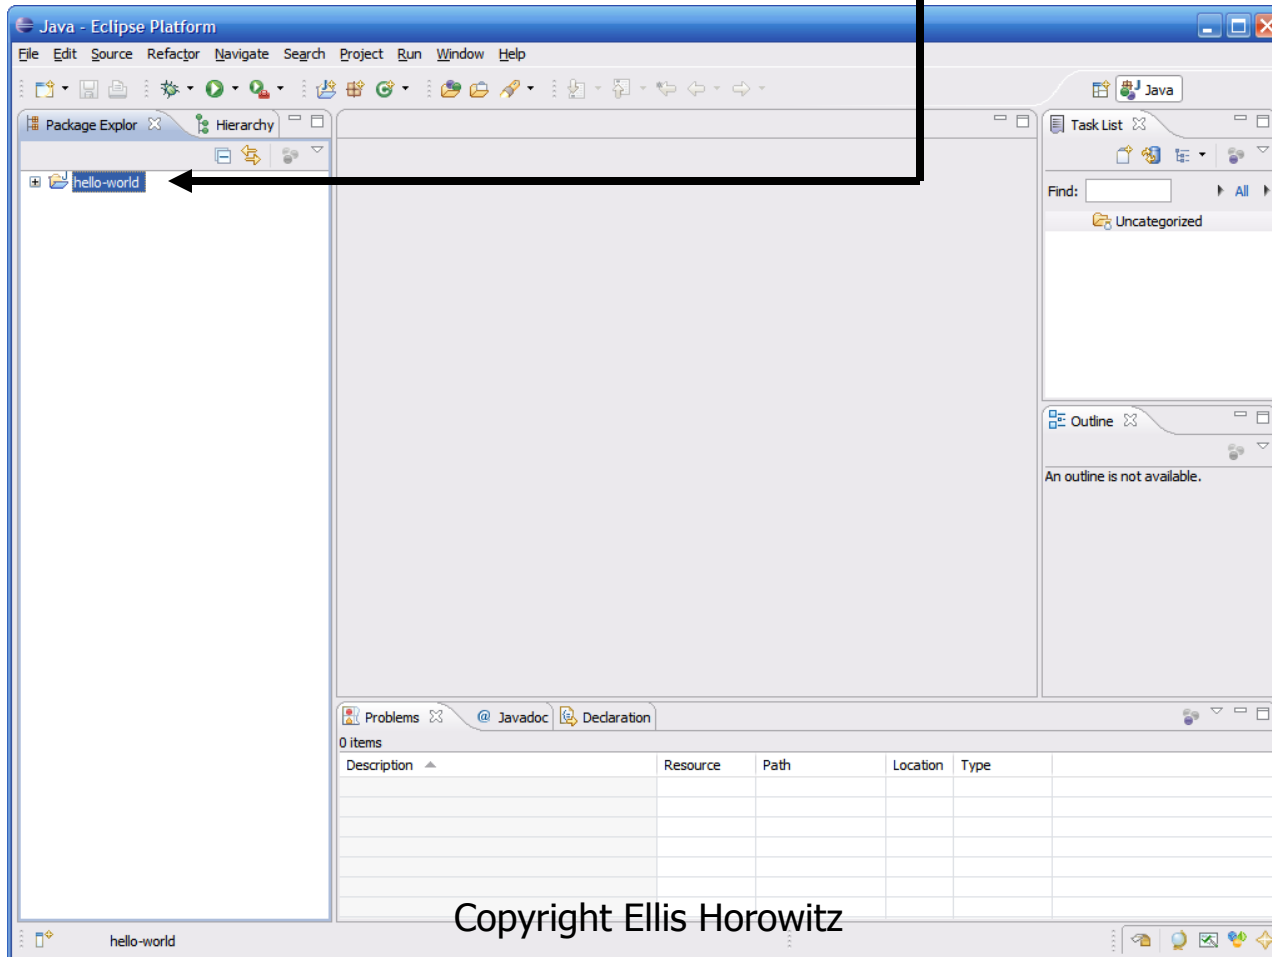 Java - Eclipse Platform
File Edit Source Refactor Navigate Search Project Run Window Help
Java
Package Explor Hierarchy
hello-world
Task List
Find: All
Uncategorized
Outline
An outline is not available.
Problems @ Javadoc Declaration
0 items
Description Resource Path Location Type
Copyright Ellis Horowitz
hello-world